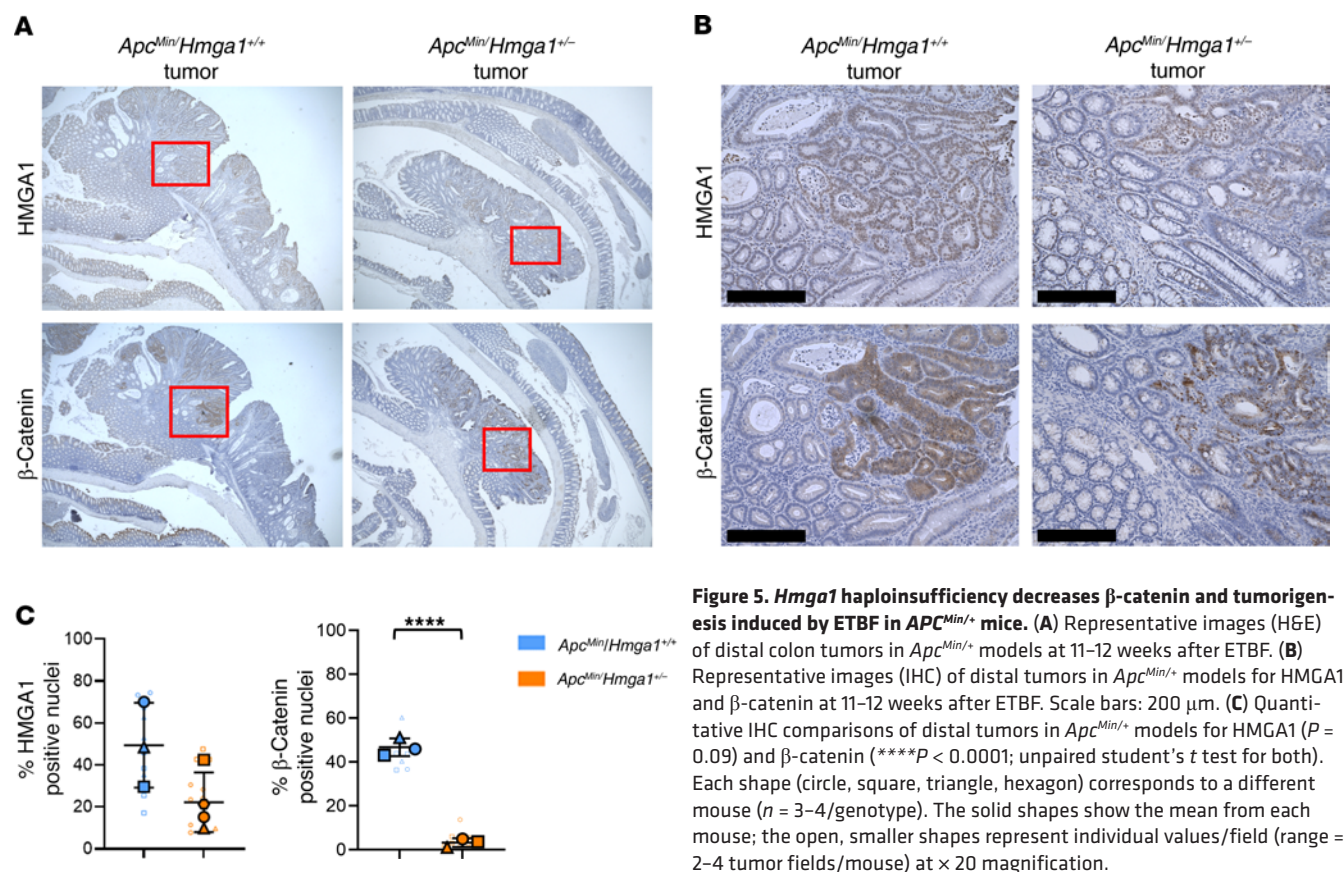 A
Apc^Min/Hmga1^+/+
tumor
Apc^Min/Hmga1^+/–
tumor
HMGA1
β-Catenin
B
Apc^Min/Hmga1^+/+
tumor
Apc^Min/Hmga1^+/–
tumor
HMGA1
β-Catenin
C
% HMGA1
positive nuclei
100
80
60
40
20
0
% β-Catenin
positive nuclei
100
80
60
40
20
0
****
Apc^Min/Hmga1^+/+
Apc^Min/Hmga1^+/–
Figure 5. Hmga1 haploinsufficiency decreases β-catenin and tumorigen-
esis induced by ETBF in APC^Min/+ mice. (A) Representative images (H&E)
of distal colon tumors in Apc^Min/+ models at 11–12 weeks after ETBF. (B)
Representative images (IHC) of distal tumors in Apc^Min/+ models for HMGA1
and β-catenin at 11–12 weeks after ETBF. Scale bars: 200 μm. (C) Quanti-
tative IHC comparisons of distal tumors in Apc^Min/+ models for HMGA1 (P =
0.09) and β-catenin (****P < 0.0001; unpaired student's t test for both).
Each shape (circle, square, triangle, hexagon) corresponds to a different
mouse (n = 3–4/genotype). The solid shapes show the mean from each
mouse; the open, smaller shapes represent individual values/field (range =
2–4 tumor fields/mouse) at × 20 magnification.